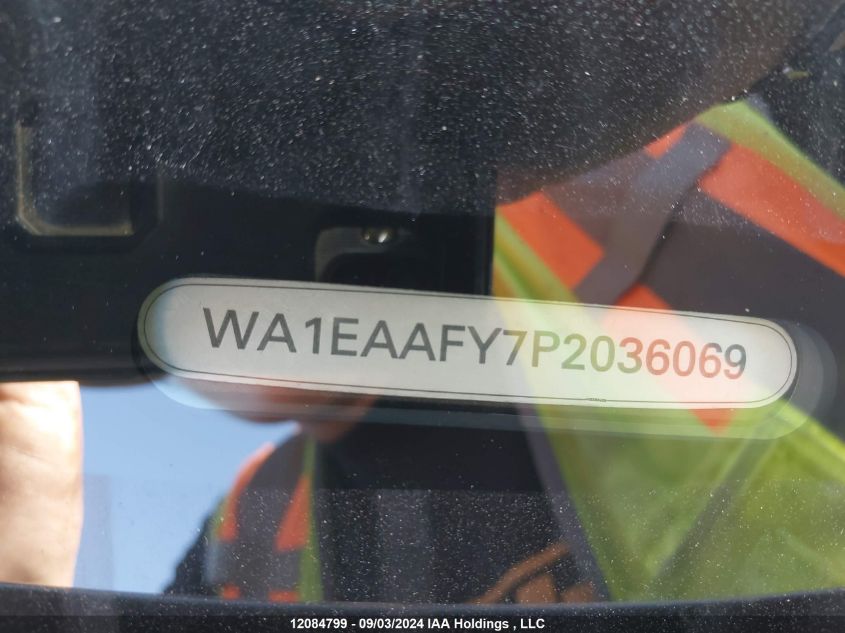 WA1EAAFY7P2036069
12084799 - 09/03/2024 IAA Holdings , LLC